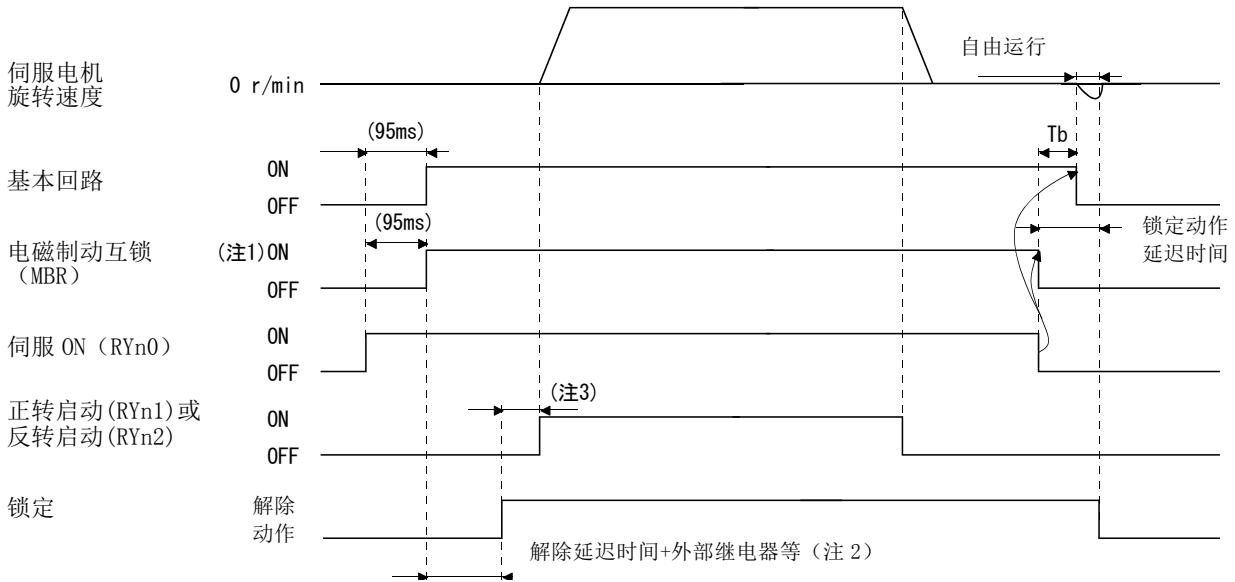 自由运行
伺服电机
旋转速度
0 r/min
(95ms)
Tb
基本回路
ON
OFF
(95ms)
锁定动作
延迟时间
电磁制动互锁
（MBR）
(注1)ON
OFF
伺服 ON（RYn0）
ON
OFF
(注3)
正转启动(RYn1)或
反转启动(RYn2)
ON
OFF
锁定
解除
动作
解除延迟时间+外部继电器等（注 2）